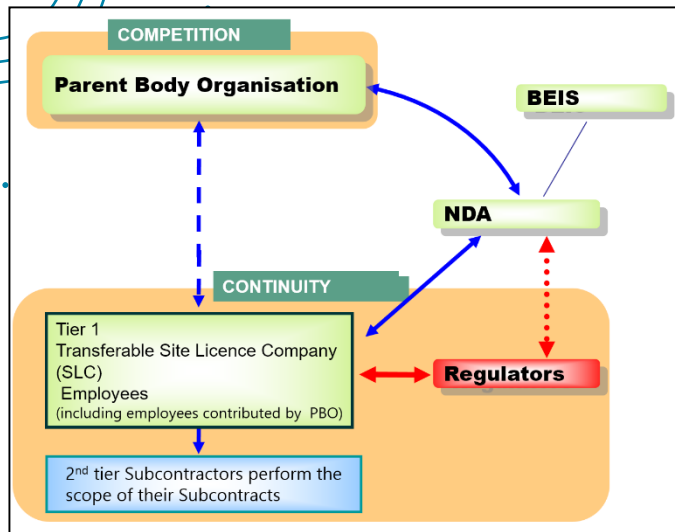 COMPETITION
Parent Body Organisation
BEIS
NDA
CONTINUITY
Tier 1
Transferable Site Licence Company
(SLC)
Employees
(including employees contributed by PBO)
Regulators
2nd tier Subcontractors perform the
scope of their Subcontracts